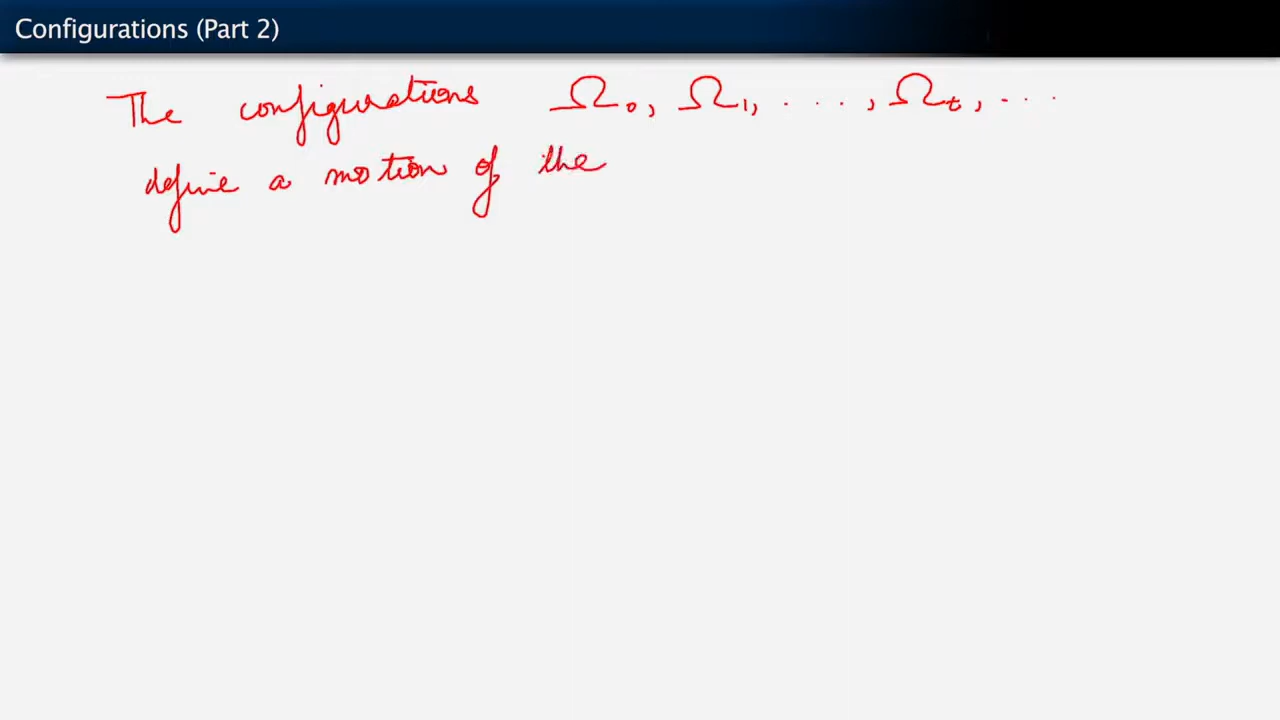 Configurations (Part 2)
The configurations Ω₀, Ω₁, ...., Ωₜ, ...
define a motion of the